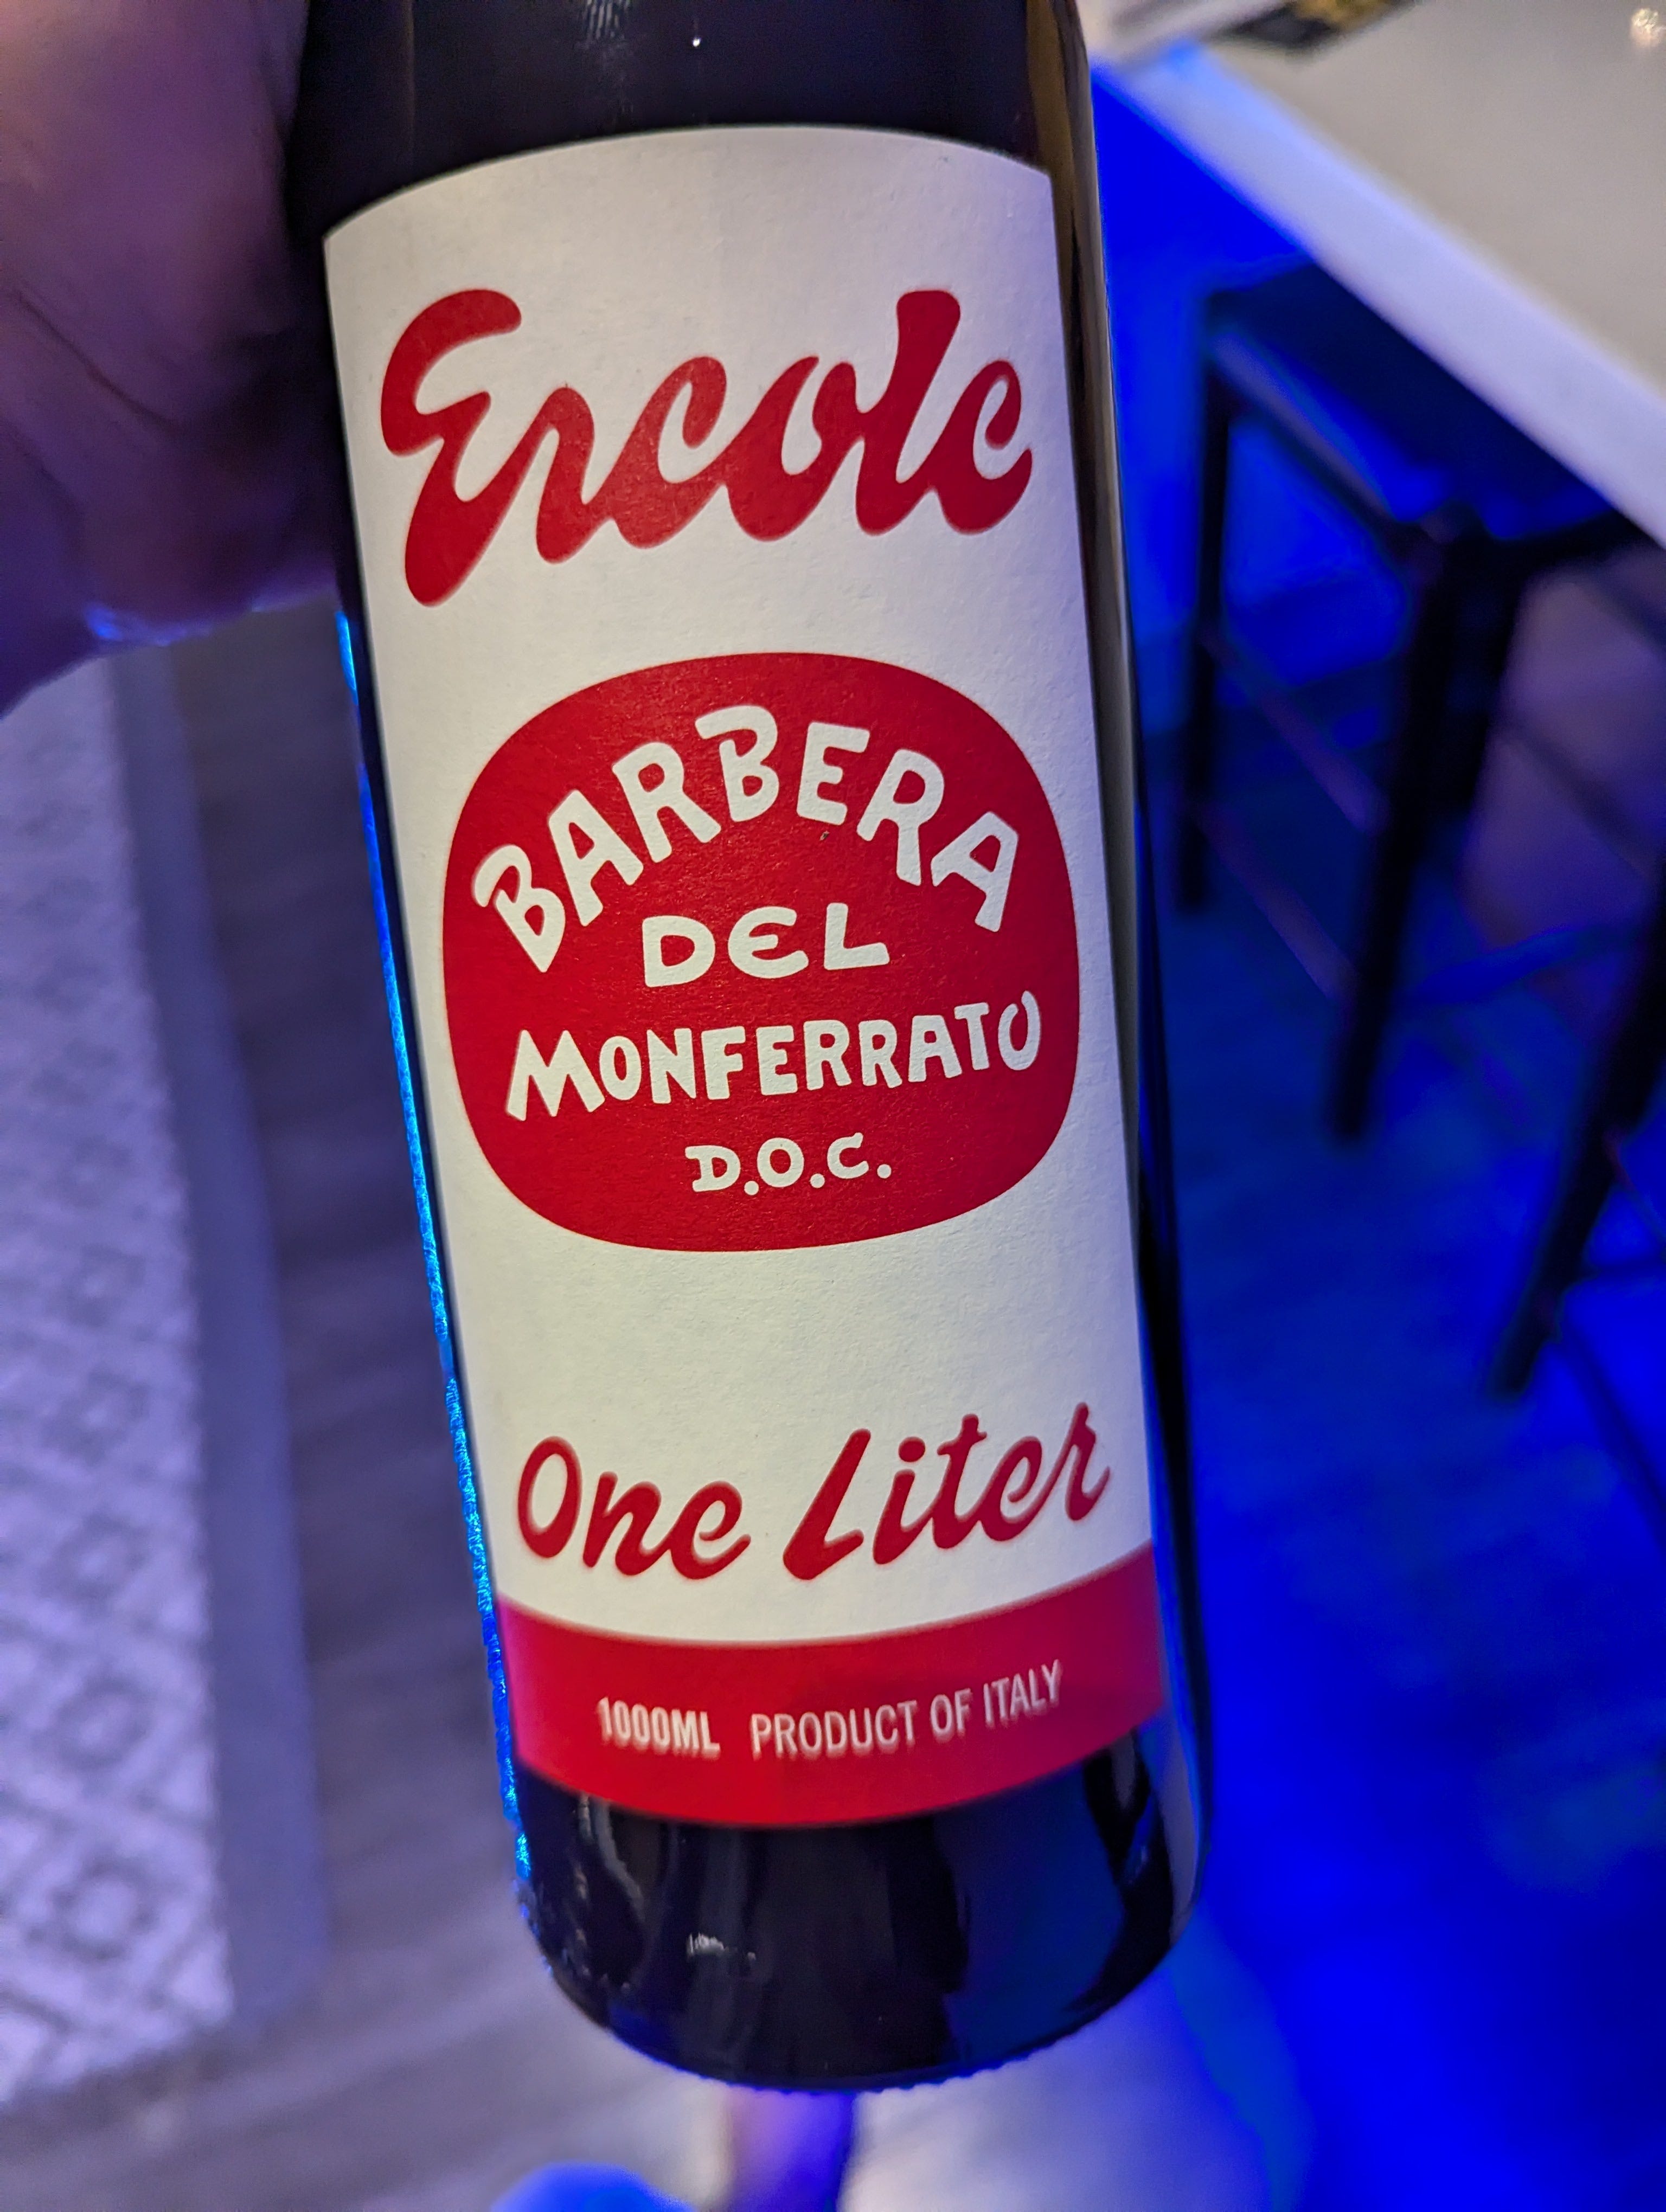 Ercole
BARBERA
DEL
MONFERRATO
D.O.C.
One Liter
1000ML PRODUCT OF ITALY